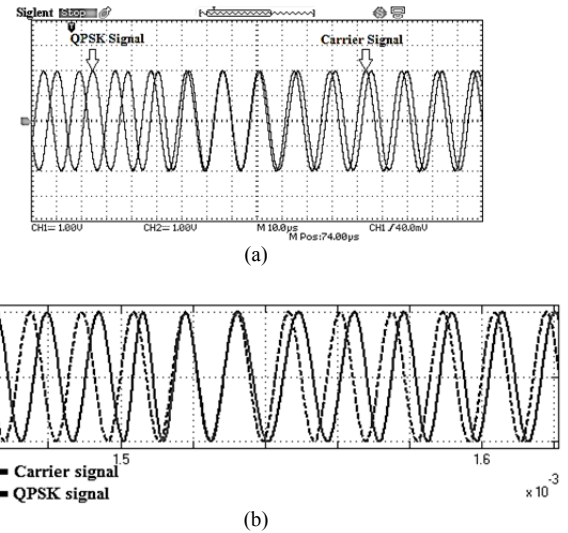 Siglent STOP
QPSK Signal
Carrier Signal
CH1= 1.00V CH2= 1.00V M 10.0µs CH1 ƒ40.0mV
M Pos:74.00µs
(a)
1.5 1.6
Carrier signal x 10-3
QPSK signal
(b)